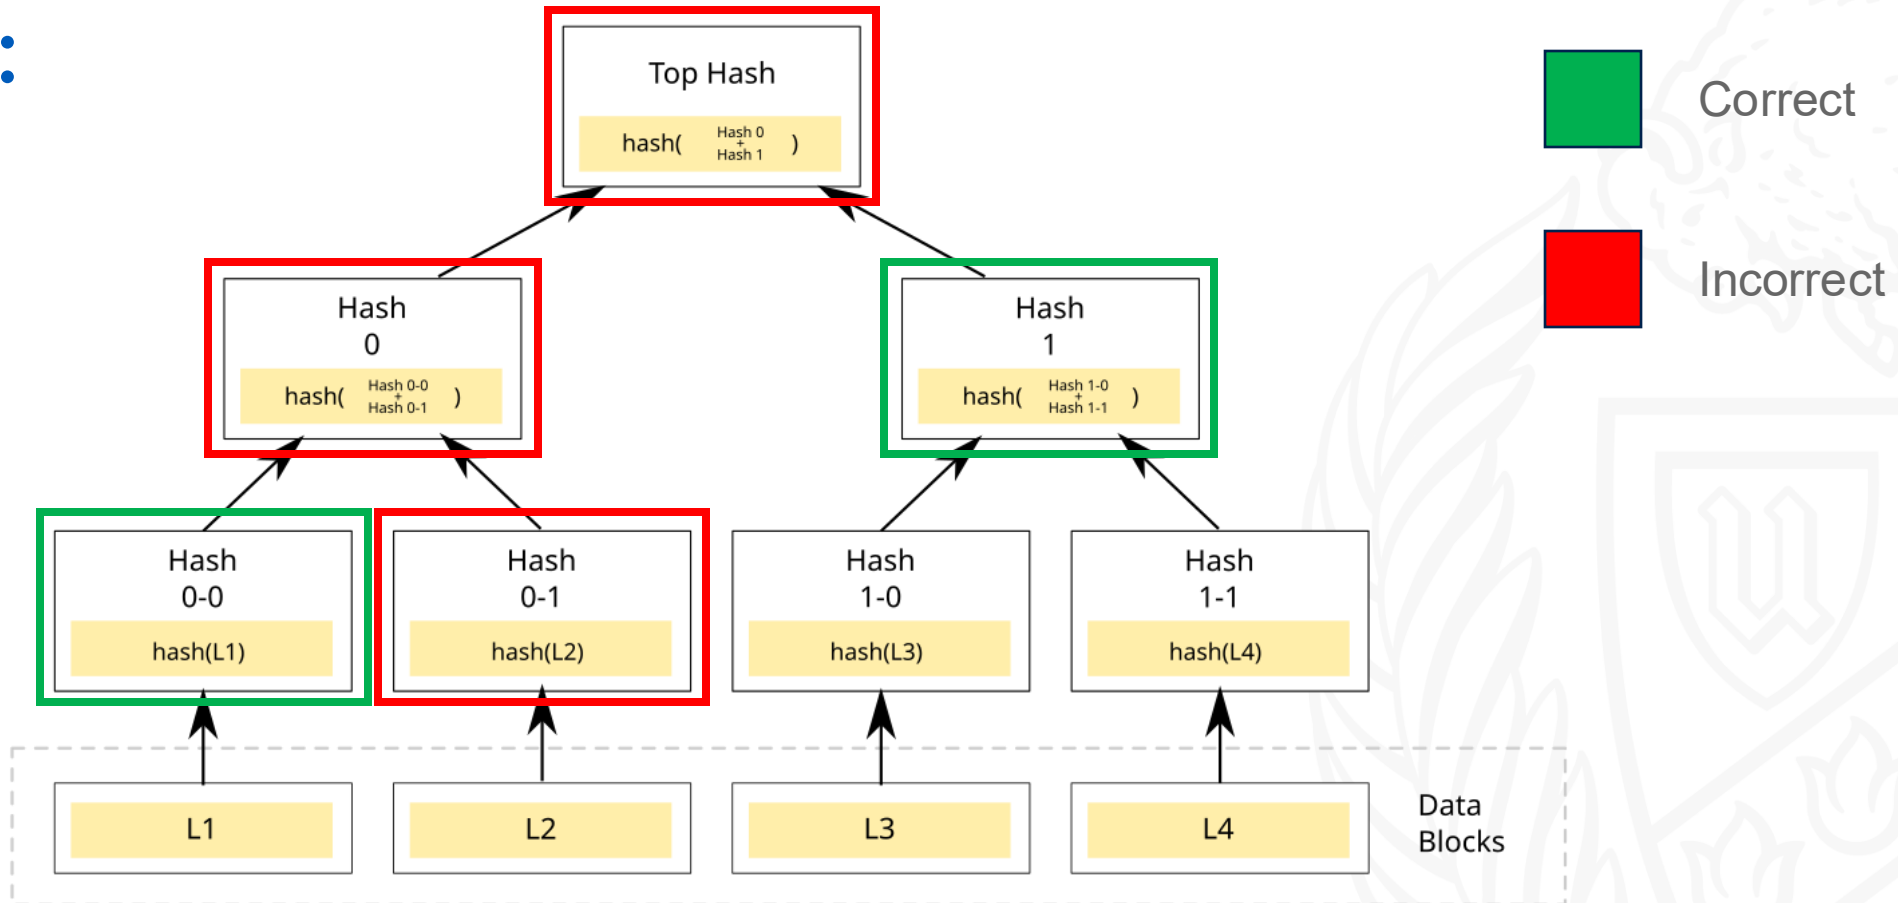 Top Hash
hash( Hash 0 + Hash 1 )
Correct
Incorrect
Hash
0
hash( Hash 0-0 + Hash 0-1 )
Hash
1
hash( Hash 1-0 + Hash 1-1 )
Hash
0-0
hash(L1)
Hash
0-1
hash(L2)
Hash
1-0
hash(L3)
Hash
1-1
hash(L4)
L1
L2
L3
L4
Data
Blocks